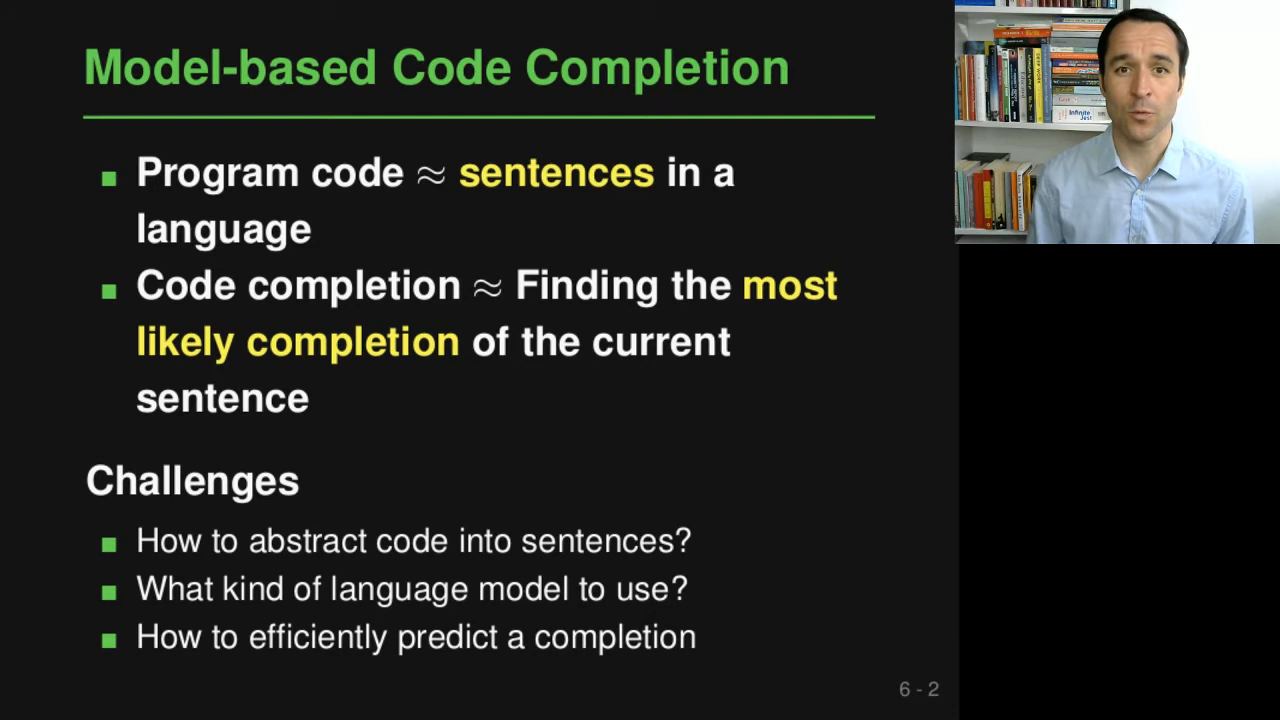 Model-based Code Completion
Program code ≈ sentences in a
language
Code completion ≈ Finding the most
likely completion of the current
sentence
Challenges
How to abstract code into sentences?
What kind of language model to use?
How to efficiently predict a completion
6 - 2
Infinite
Jest